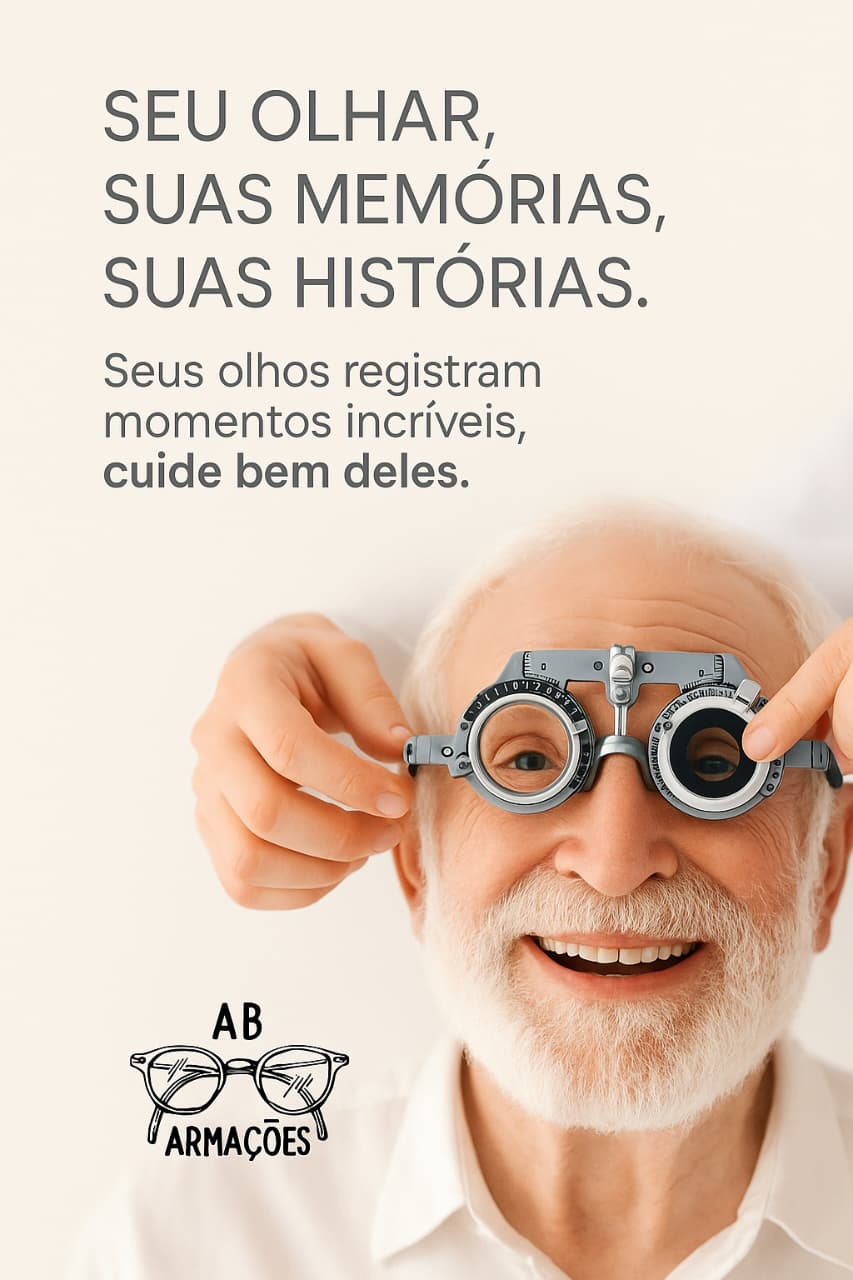 SEU OLHAR,
SUAS MEMÓRIAS,
SUAS HISTÓRIAS.
Seus olhos registram
momentos incríveis,
cuide bem deles.
AB
ARMAÇÕES